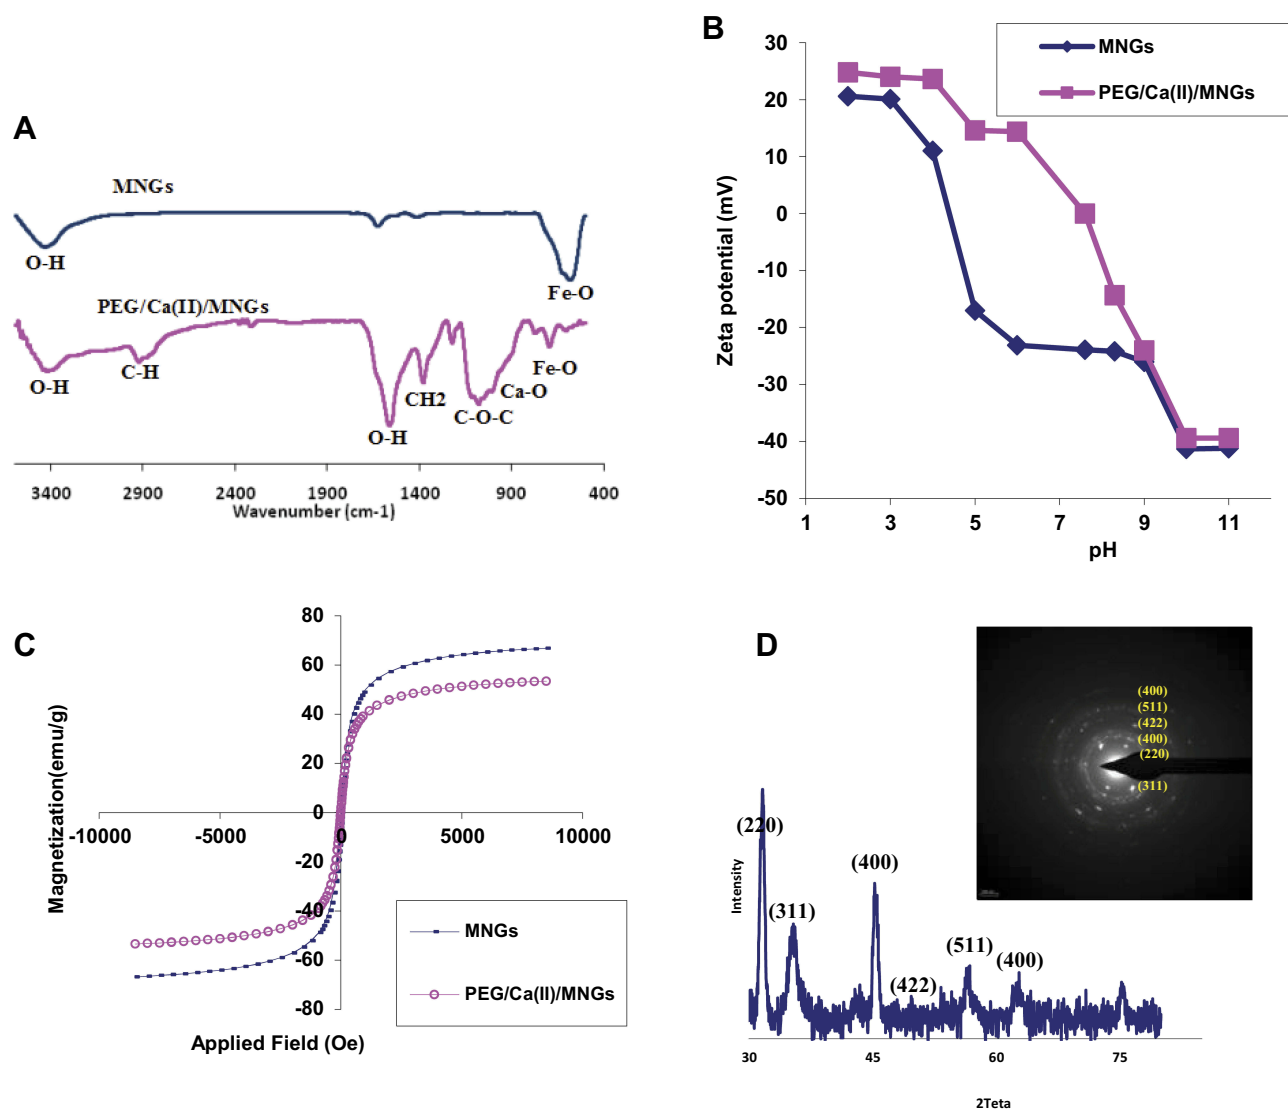 A
MNGs
O-H
Fe-O
PEG/Ca(II)/MNGs
O-H
C-H
O-H
CH2
C-O-C
Ca-O
Fe-O
3400 2900 2400 1900 1400 900 400
Wavenumber (cm-1)
B
MNGs
PEG/Ca(II)/MNGs
Zeta potential (mV)
30
20
10
0
-10
-20
-30
-40
-50
1 3 5 7 9 11
pH
C
Magnetization(emu/g)
80
60
40
20
0
-20
-40
-60
-80
-10000 -5000 0 5000 10000
MNGs
PEG/Ca(II)/MNGs
Applied Field (Oe)
D
(400)
(511)
(422)
(400)
(220)
(311)
Intensity
(220)
(311)
(400)
(422)
(511)
(400)
30 45 60 75
2Teta